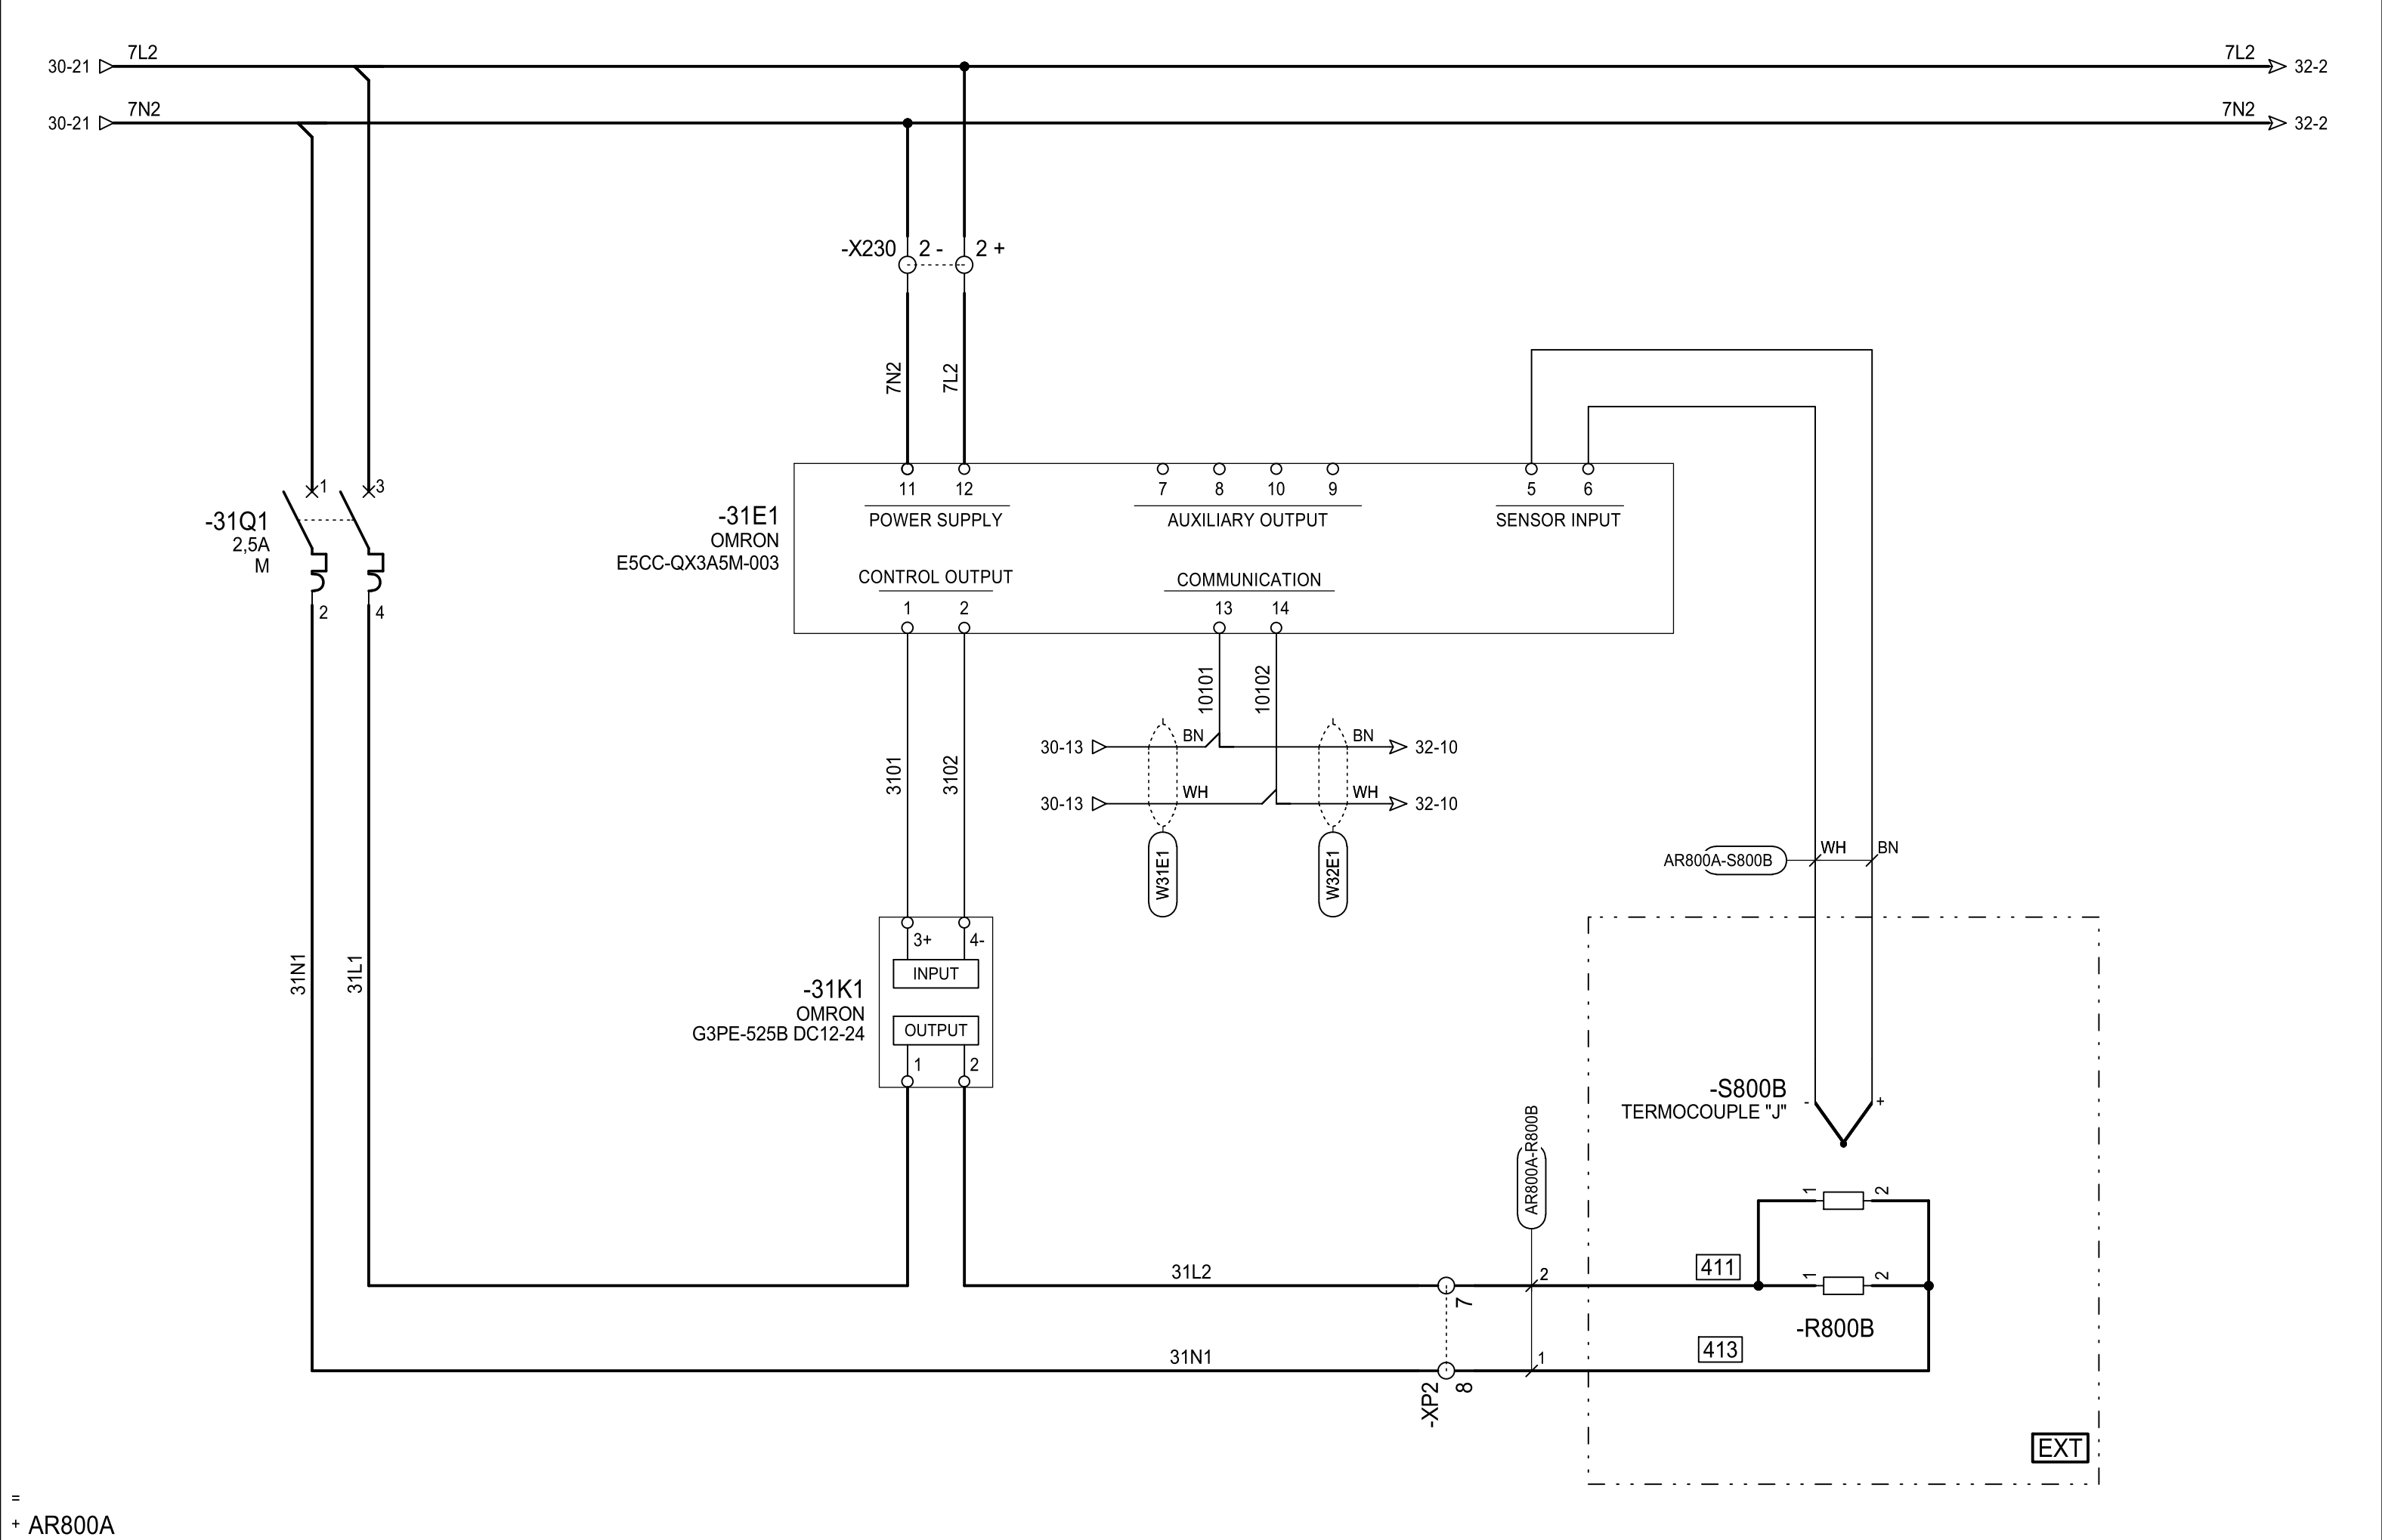 7L2
30-21
7L2
32-2
7N2
30-21
7N2
32-2
-X230
2 -
2 +
7N2
7L2
1
3
-31Q1
2,5A
M
2
4
-31E1
OMRON
E5CC-QX3A5M-003
11
12
POWER SUPPLY
7
8
10
9
AUXILIARY OUTPUT
5
6
SENSOR INPUT
CONTROL OUTPUT
1
2
COMMUNICATION
13
14
10101
10102
30-13
BN
BN
32-10
30-13
WH
WH
32-10
W31E1
W32E1
3101
3102
AR800A-S800B
WH
BN
31N1
31L1
3+
4-
INPUT
-31K1
OMRON
G3PE-525B DC12-24
OUTPUT
1
2
-S800B
TERMOCOUPLE "J"
-
+
AR800A-R800B
1
2
31L2
7
2
411
1
2
-R800B
31N1
-XP2
8
1
413
EXT
=
+ AR800A